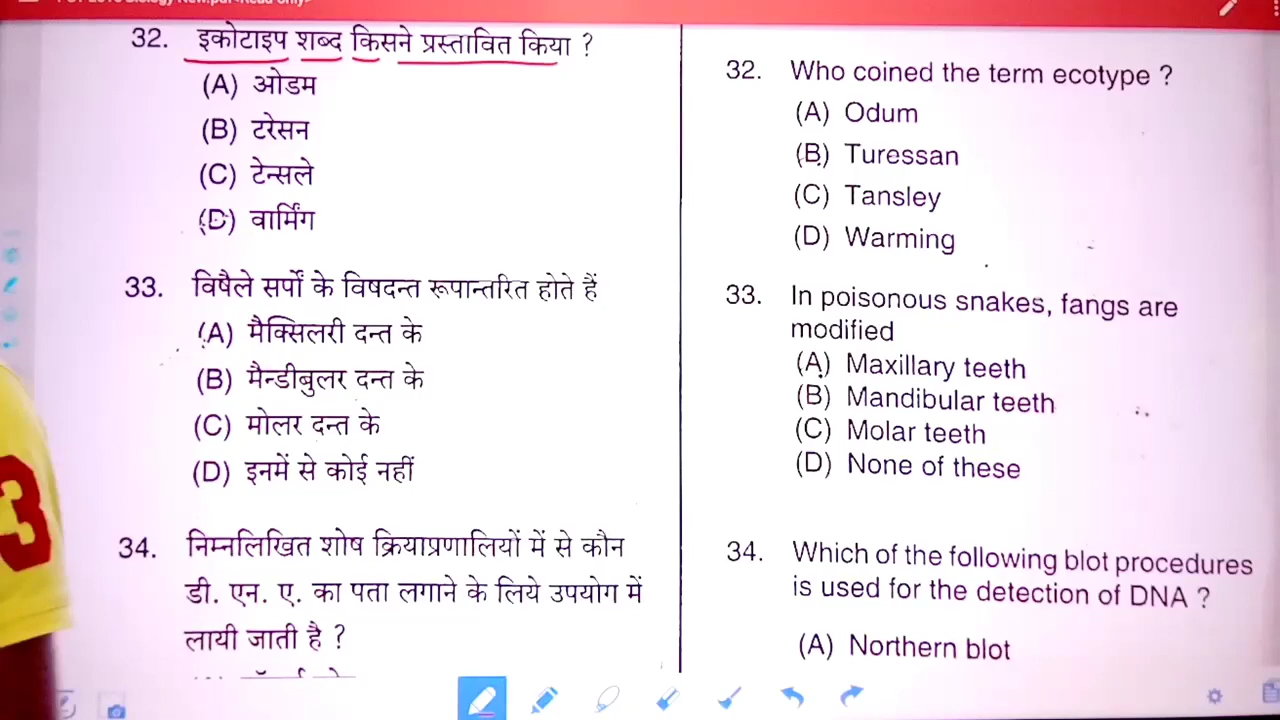 32. इकोटाइप शब्द किसने प्रस्तावित किया ?
(A) ओडम
(B) टरेसन
(C) टेन्सले
(D) वार्मिंग
33. विषैले सर्पों के विषदन्त रूपान्तरित होते हैं
(A) मैक्सिलरी दन्त के
(B) मैन्डीबुलर दन्त के
(C) मोलर दन्त के
(D) इनमें से कोई नहीं
34. निम्नलिखित शोष क्रियाप्रणालियों में से कौन
डी. एन. ए. का पता लगाने के लिये उपयोग में
लायी जाती है ?
32. Who coined the term ecotype ?
(A) Odum
(B) Turessan
(C) Tansley
(D) Warming
33. In poisonous snakes, fangs are
modified
(A) Maxillary teeth
(B) Mandibular teeth
(C) Molar teeth
(D) None of these
34. Which of the following blot procedures
is used for the detection of DNA ?
(A) Northern blot
3